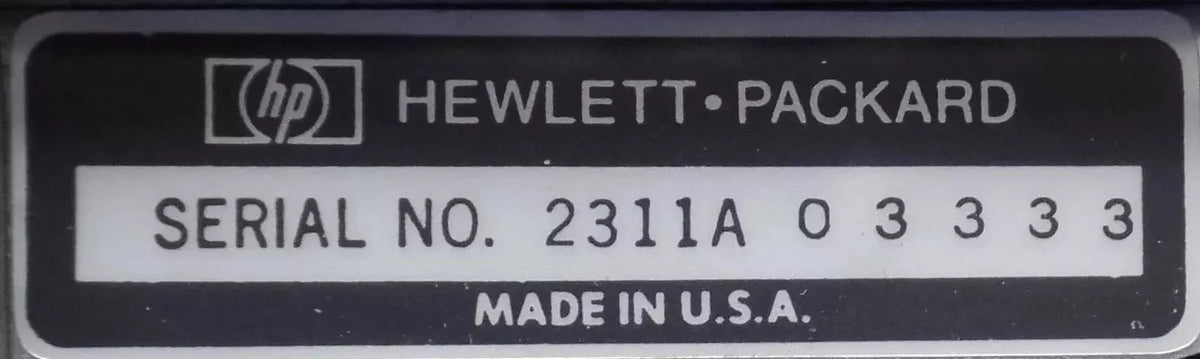 hp HEWLETT•PACKARD
SERIAL NO. 2311A 0 3 3 3 3
MADE IN U.S.A.
Ω